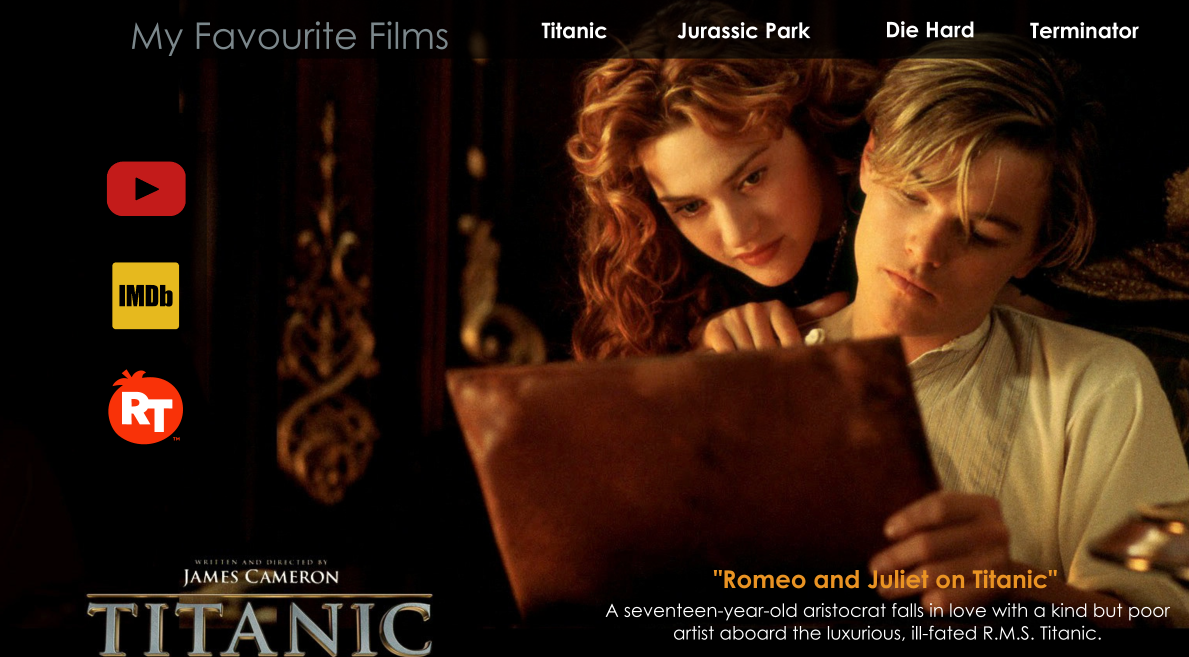 My Favourite Films
Titanic
Jurassic Park
Die Hard
Terminator
IMDb
RT
TM
WRITTEN AND DIRECTED BY
JAMES CAMERON
TITANIC
"Romeo and Juliet on Titanic"
A seventeen-year-old aristocrat falls in love with a kind but poor
artist aboard the luxurious, ill-fated R.M.S. Titanic.